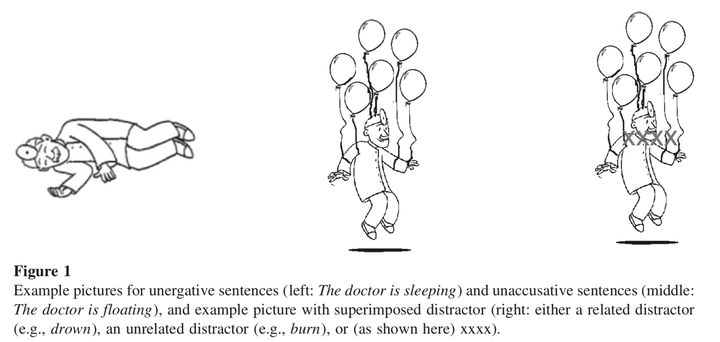 XXXX
Figure 1
Example pictures for unergative sentences (left: The doctor is sleeping) and unaccusative sentences (middle:
The doctor is floating), and example picture with superimposed distractor (right: either a related distractor
(e.g., drown), an unrelated distractor (e.g., burn), or (as shown here) xxxx).